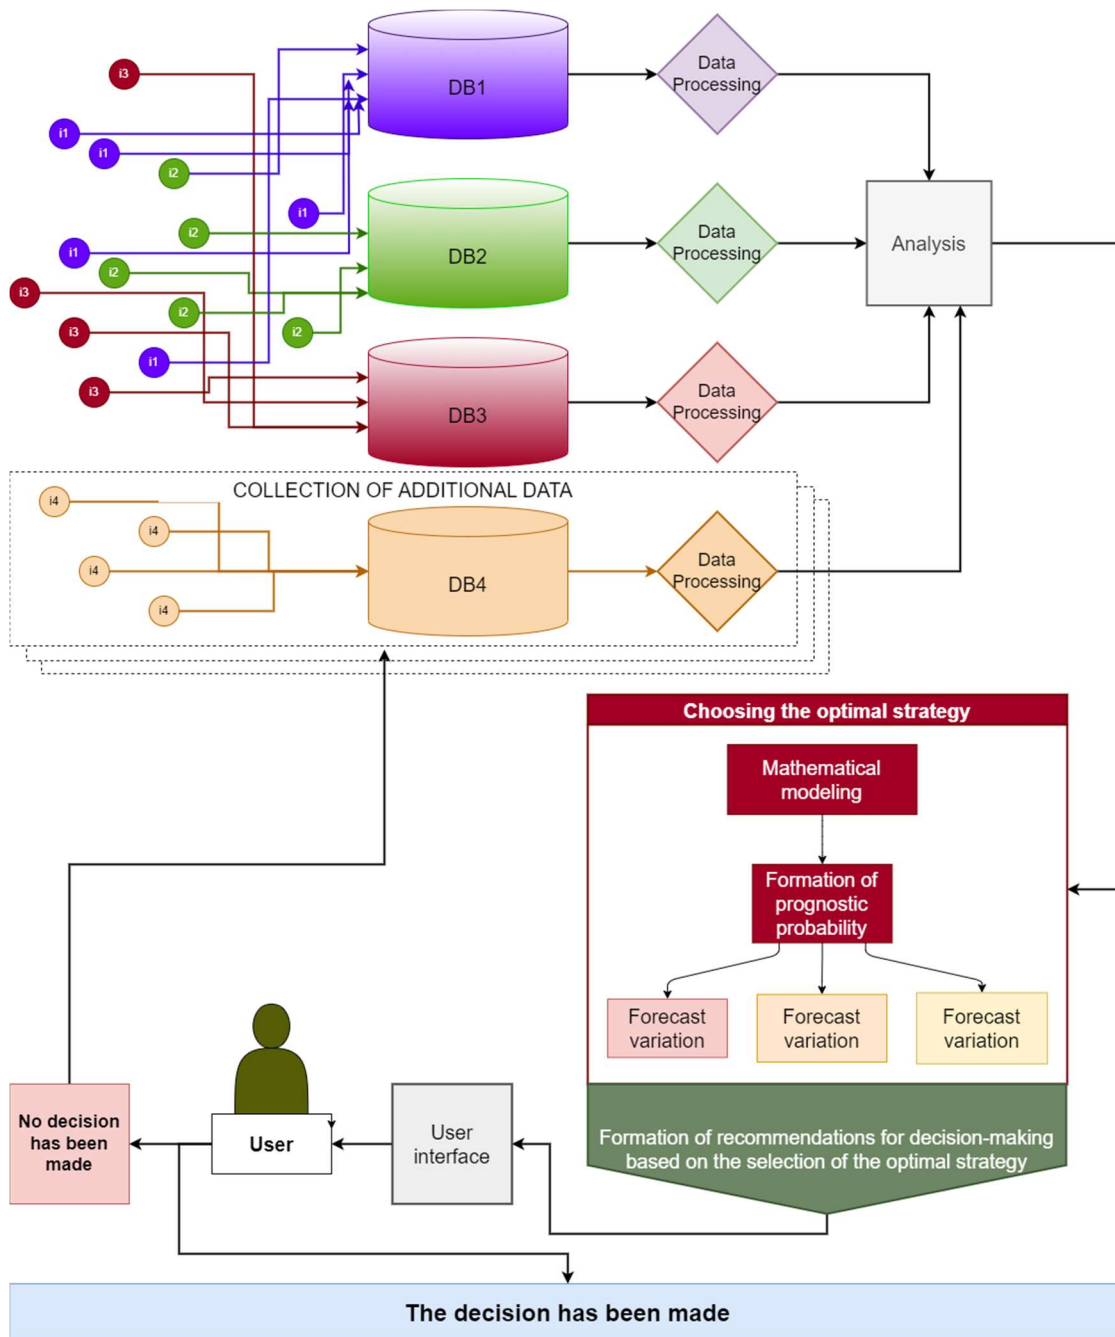 DB1
Data
Processing
i3
i1
i1
i2
i1
i2
DB2
Data
Processing
Analysis
i1
i2
i3
i2
i3
i2
i1
i3
DB3
Data
Processing
COLLECTION OF ADDITIONAL DATA
i4
i4
i4
i4
DB4
Data
Processing
Choosing the optimal strategy
Mathematical
modeling
Formation of
prognostic
probability
Forecast
variation
Forecast
variation
Forecast
variation
No decision
has been
made
User
User
interface
Formation of recommendations for decision-making
based on the selection of the optimal strategy
The decision has been made